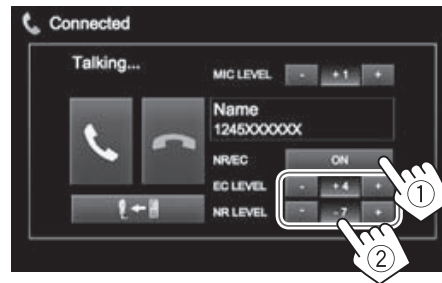 Connected
Talking...
MIC LEVEL - +1 +
Name
1245XXXXXX
NR/EC ON
EC LEVEL - +4 +
NR LEVEL - -7 +
1
2